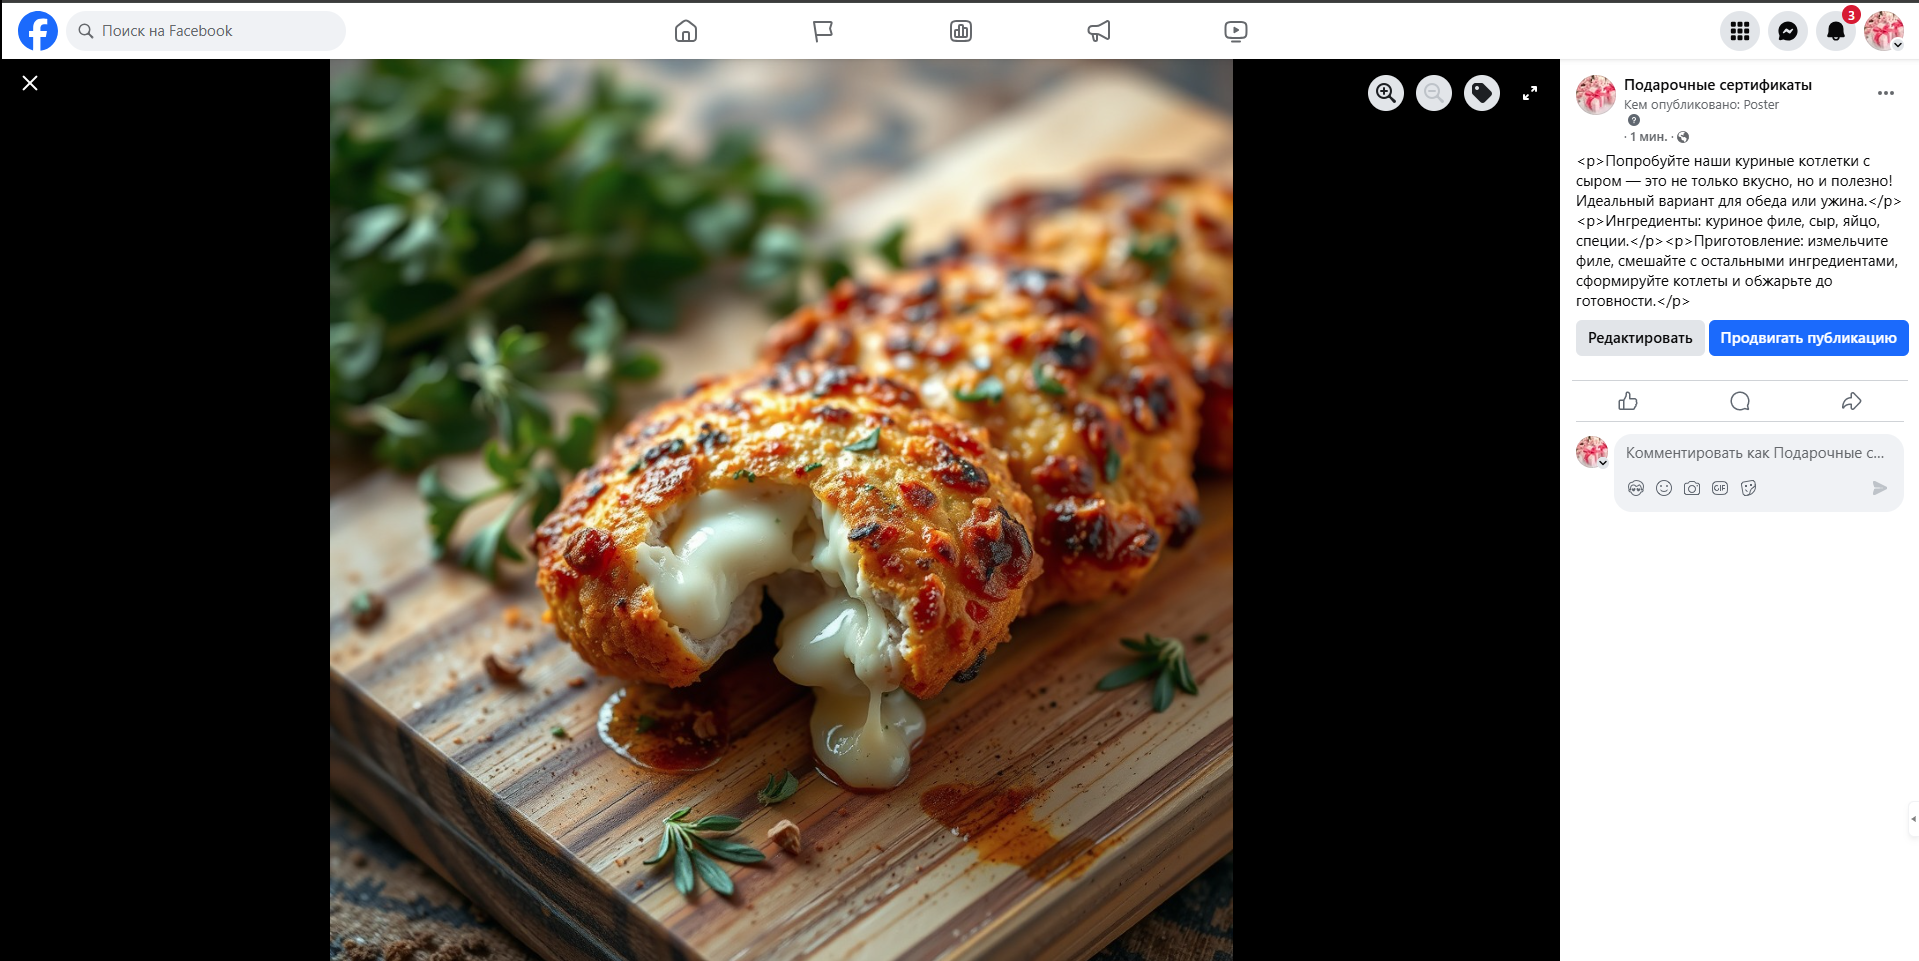 Поиск на Facebook
3
Подарочные сертификаты
Кем опубликовано: Poster
?
· 1 мин. ·
<p>Попробуйте наши куриные котлетки с
сыром — это не только вкусно, но и полезно!
Идеальный вариант для обеда или ужина.</p>
<p>Ингредиенты: куриное филе, сыр, яйцо,
специи.</p><p>Приготовление: измельчите
филе, смешайте с остальными ингредиентами,
сформируйте котлеты и обжарьте до
готовности.</p>
Редактировать
Продвигать публикацию
Комментировать как Подарочные с...
GIF